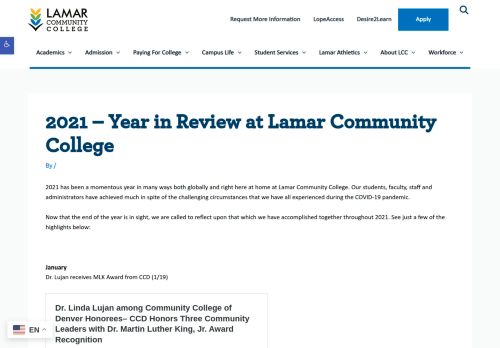 LAMAR
COMMUNITY
COLLEGE
Request More Information LopeAccess Desire2Learn Apply
Academics Admission Paying For College Campus Life Student Services Lamar Athletics About LCC Workforce
2021 – Year in Review at Lamar Community
College
By /
2021 has been a momentous year in many ways both globally and right here at home at Lamar Community College. Our students, faculty, staff and
administrators have achieved much in spite of the challenging circumstances that we have all experienced during the COVID-19 pandemic.
Now that the end of the year is in sight, we are called to reflect upon that which we have accomplished together throughout 2021. See just a few of the
highlights below:
January
Dr. Lujan receives MLK Award from CCD (1/19)
Dr. Linda Lujan among Community College of
Denver Honorees– CCD Honors Three Community
Leaders with Dr. Martin Luther King, Jr. Award
Recognition
EN